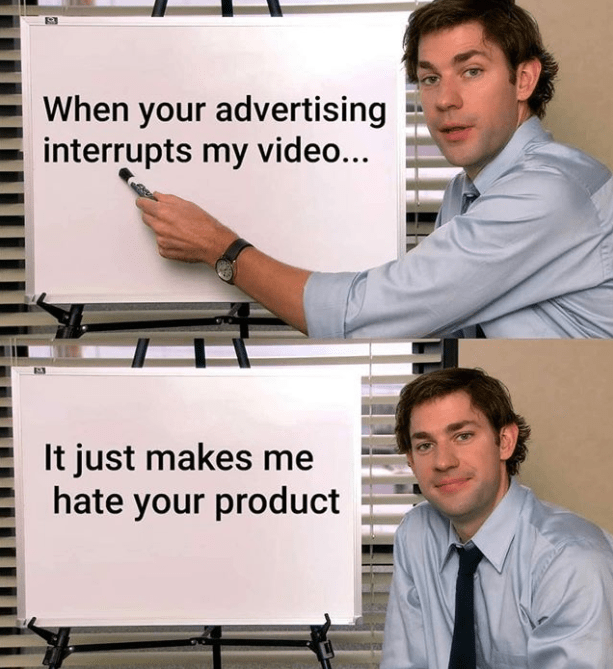 When your advertising
interrupts my video...
It just makes me
hate your product